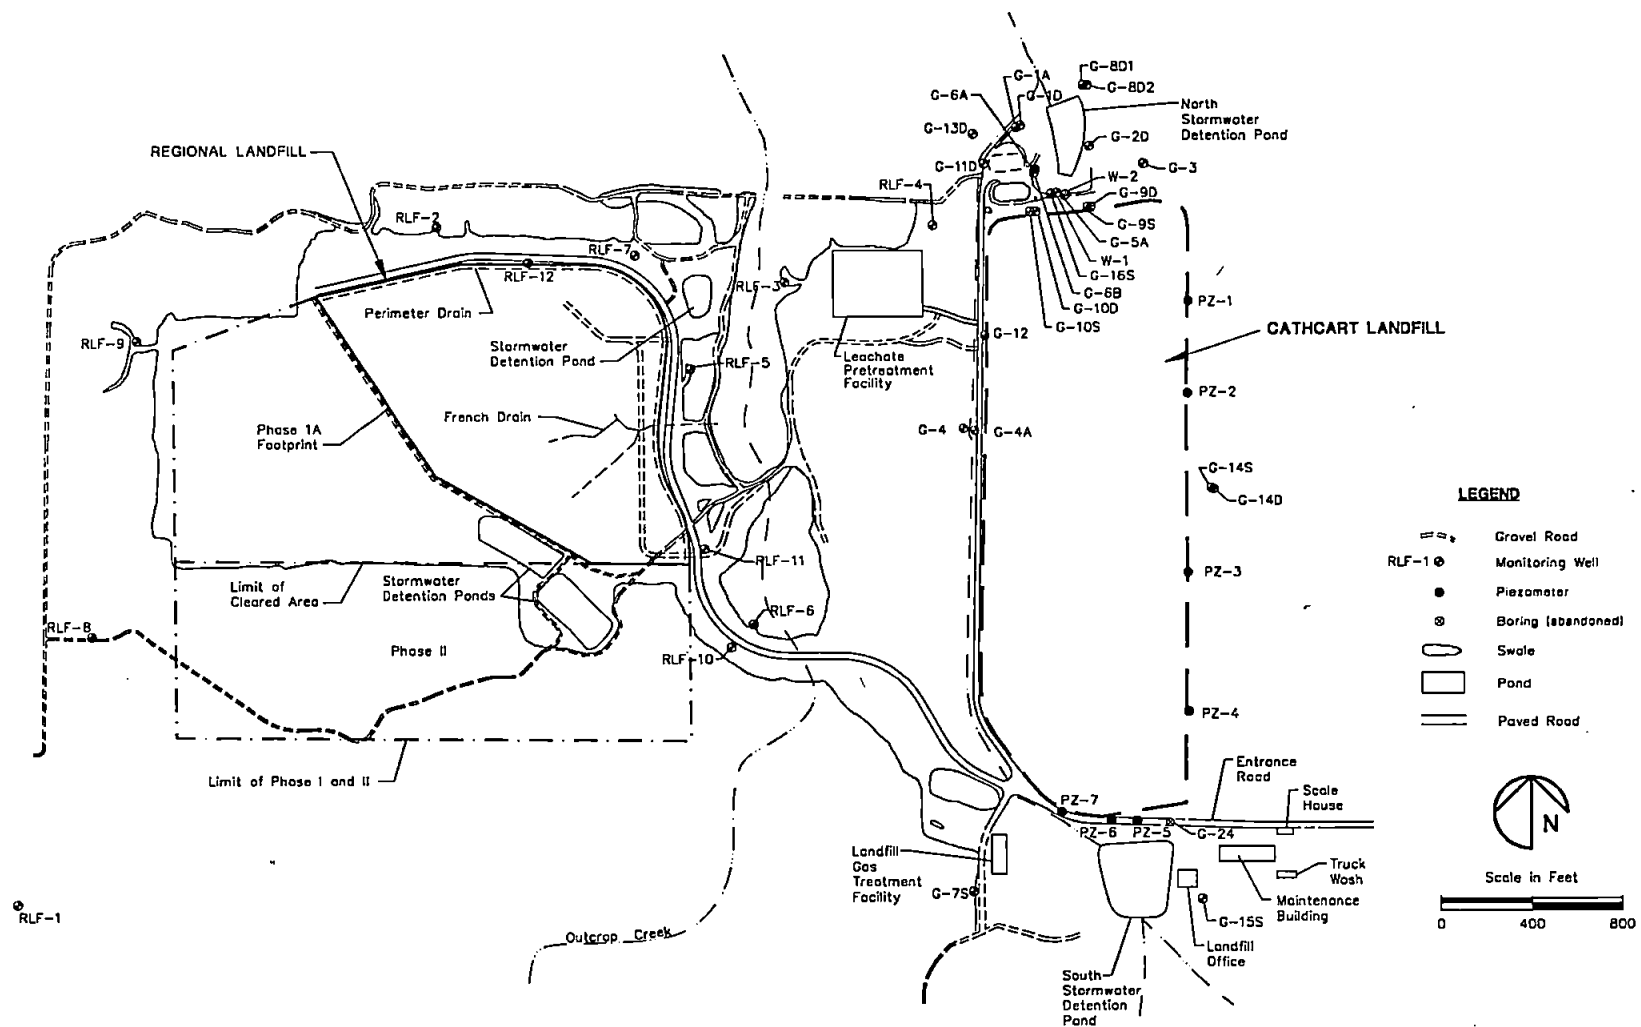 G-8D1
G-1A
G-8D2
G-6A
G-1D
North
Stormwater
Detention Pond
G-13D
G-2D
REGIONAL LANDFILL
G-11D
G-3
RLF-4
W-2
G-9D
RLF-2
G-9S
G-5A
RLF-7
W-1
RLF-12
G-16S
RLF-3
G-6B
G-10D
G-10S
PZ-1
Perimeter Drain
CATHCART LANDFILL
G-12
RLF-9
Stormwater
Detention Pond
RLF-5
Leachate
Pretreatment
Facility
PZ-2
French Drain
Phase 1A
Footprint
G-4
G-4A
G-14S
G-14D
LEGEND
Gravel Road
RLF-1
Monitoring Well
RLF-11
PZ-3
Piezometer
Limit of
Cleared Area
Stormwater
Detention Ponds
RLF-6
Boring (abandoned)
RLF-8
Phase II
RLF-10
Swale
Pond
PZ-4
Paved Road
Limit of Phase I and II
Entrance
Road
Scale
House
PZ-7
PZ-6
PZ-5
G-24
N
Landfill
Gas
Treatment
Facility
G-7S
Truck
Wash
Scale in Feet
Maintenance
Building
0
400
800
RLF-1
G-15S
Outcrop Creek
Landfill
Office
South
Stormwater
Detention
Pond